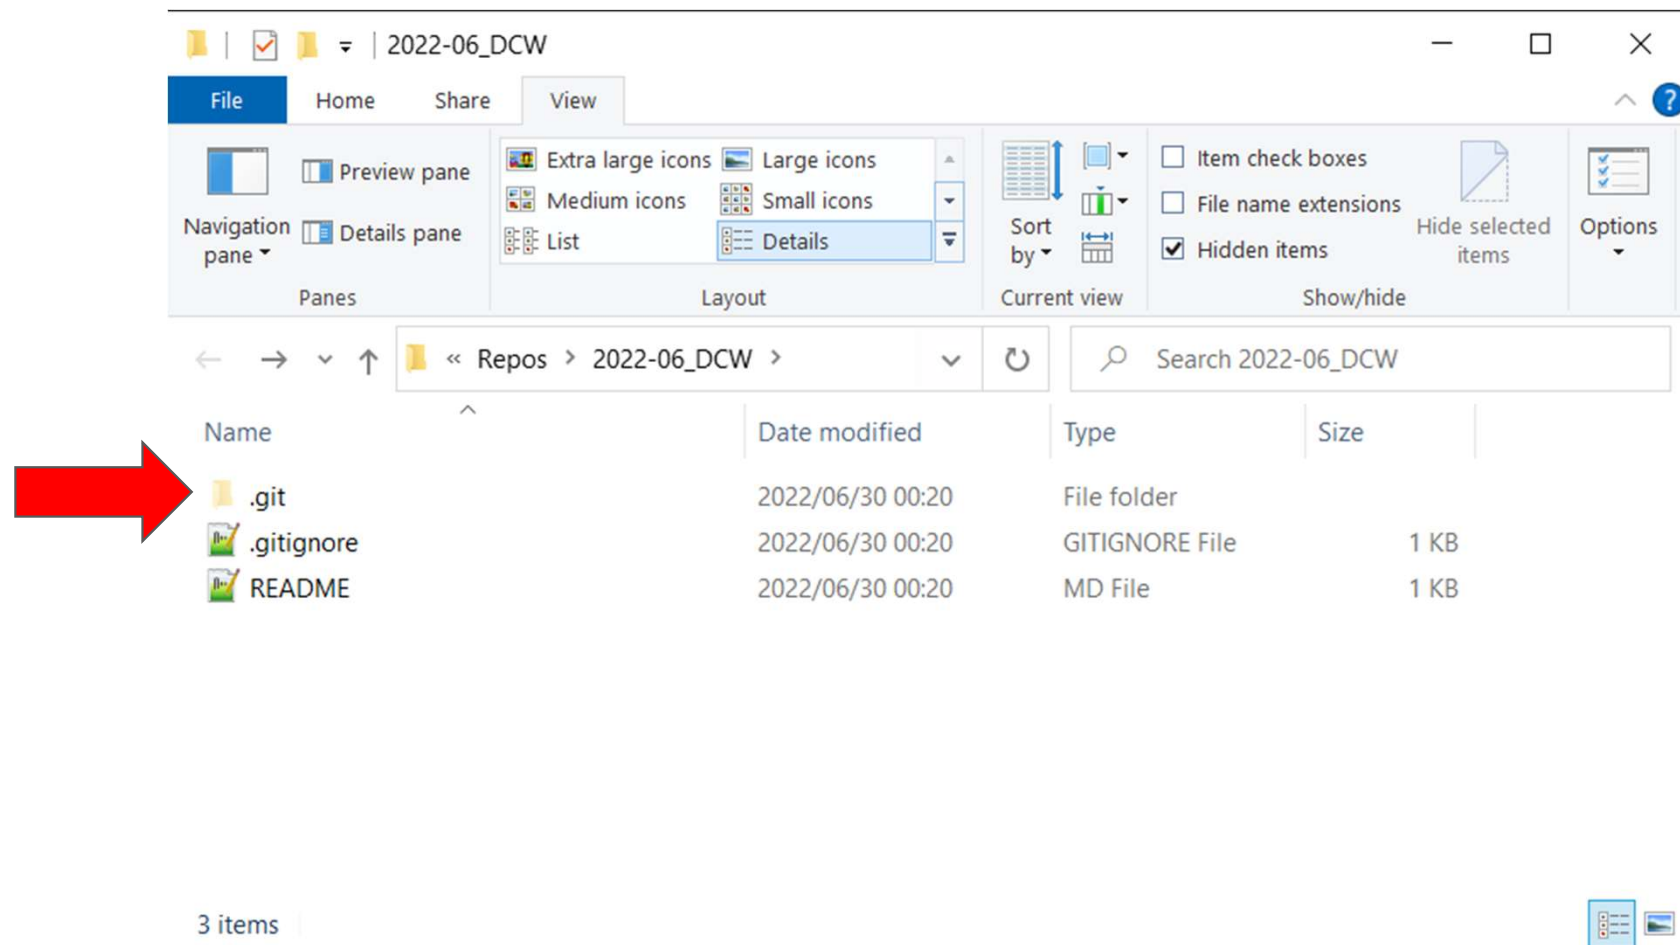 2022-06_DCW
File Home Share View
?
Extra large icons Large icons
Preview pane
Item check boxes
Medium icons Small icons
File name extensions
Navigation pane
Details pane
List Details
Sort by
Hidden items
Hide selected items
Options
Panes Layout Current view Show/hide
« Repos > 2022-06_DCW >
Search 2022-06_DCW
Name Date modified Type Size
.git 2022/06/30 00:20 File folder
.gitignore 2022/06/30 00:20 GITIGNORE File 1 KB
README 2022/06/30 00:20 MD File 1 KB
3 items